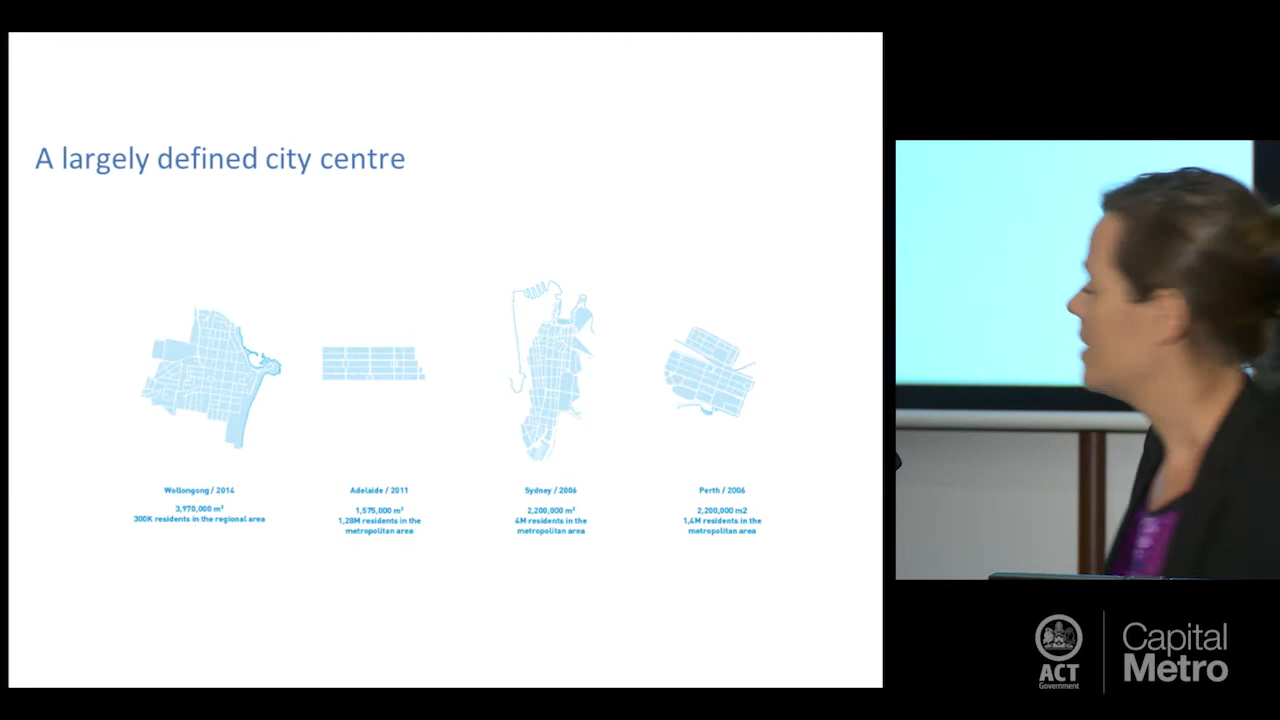 A largely defined city centre
Wollongong / 2014
3,970,000 m²
300K residents in the regional area
Adelaide / 2011
1,575,000 m²
1,28M residents in the
metropolitan area
Sydney / 2006
2,200,000 m²
4M residents in the
metropolitan area
Perth / 2006
2,200,000 m2
1,4M residents in the
metropolitan area
ACT
Government
Capital
Metro